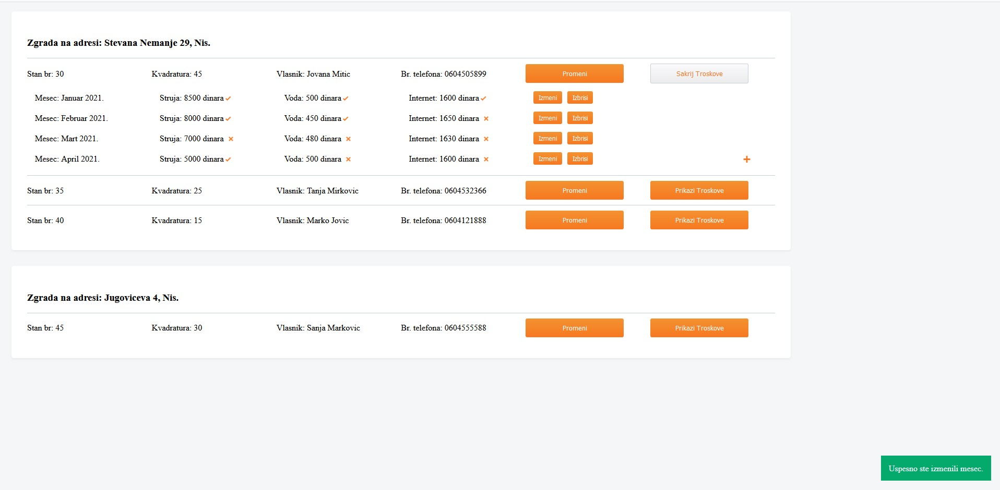 Zgrada na adresi: Stevana Nemanje 29, Nis.
Stan br: 30 Kvadratura: 45 Vlasnik: Jovana Mitic Br. telefona: 0604505899 Promeni Sakrij Troskove
Mesec: Januar 2021. Struja: 8500 dinara Voda: 500 dinara Internet: 1600 dinara Izmeni Izbrisi
Mesec: Februar 2021. Struja: 8000 dinara Voda: 450 dinara Internet: 1650 dinara Izmeni Izbrisi
Mesec: Mart 2021. Struja: 7000 dinara Voda: 480 dinara Internet: 1630 dinara Izmeni Izbrisi
Mesec: April 2021. Struja: 5000 dinara Voda: 500 dinara Internet: 1600 dinara Izmeni Izbrisi
Stan br: 35 Kvadratura: 25 Vlasnik: Tanja Mirkovic Br. telefona: 0604532366 Promeni Prikazi Troskove
Stan br: 40 Kvadratura: 15 Vlasnik: Marko Jovic Br. telefona: 0604121888 Promeni Prikazi Troskove
Zgrada na adresi: Jugoviceva 4, Nis.
Stan br: 45 Kvadratura: 30 Vlasnik: Sanja Markovic Br. telefona: 0604555588 Promeni Prikazi Troskove
Uspesno ste izmenili mesec.